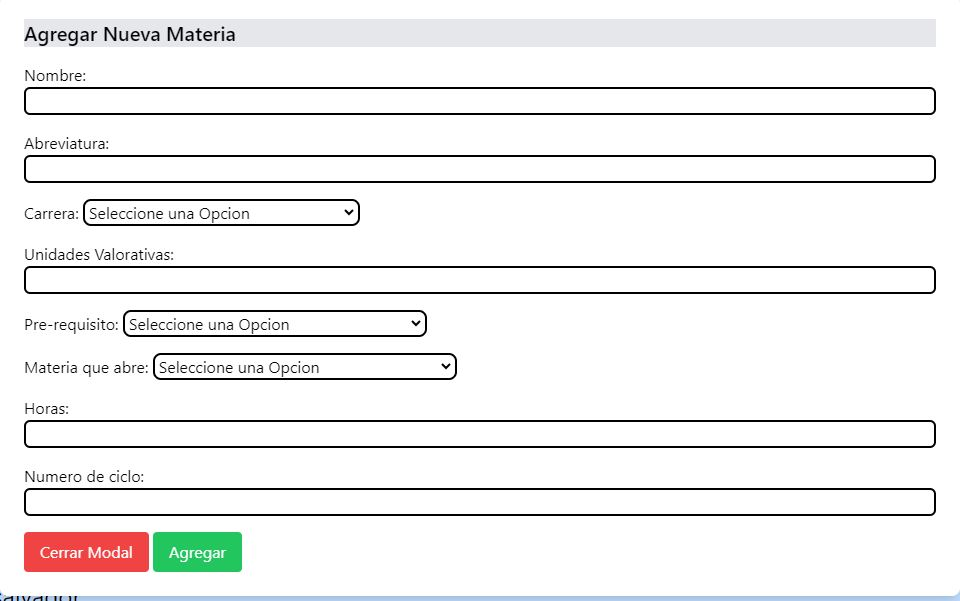 Agregar Nueva Materia
Nombre:
Abreviatura:
Carrera: Seleccione una Opcion
Unidades Valorativas:
Pre-requisito: Seleccione una Opcion
Materia que abre: Seleccione una Opcion
Horas:
Numero de ciclo:
Cerrar Modal Agregar